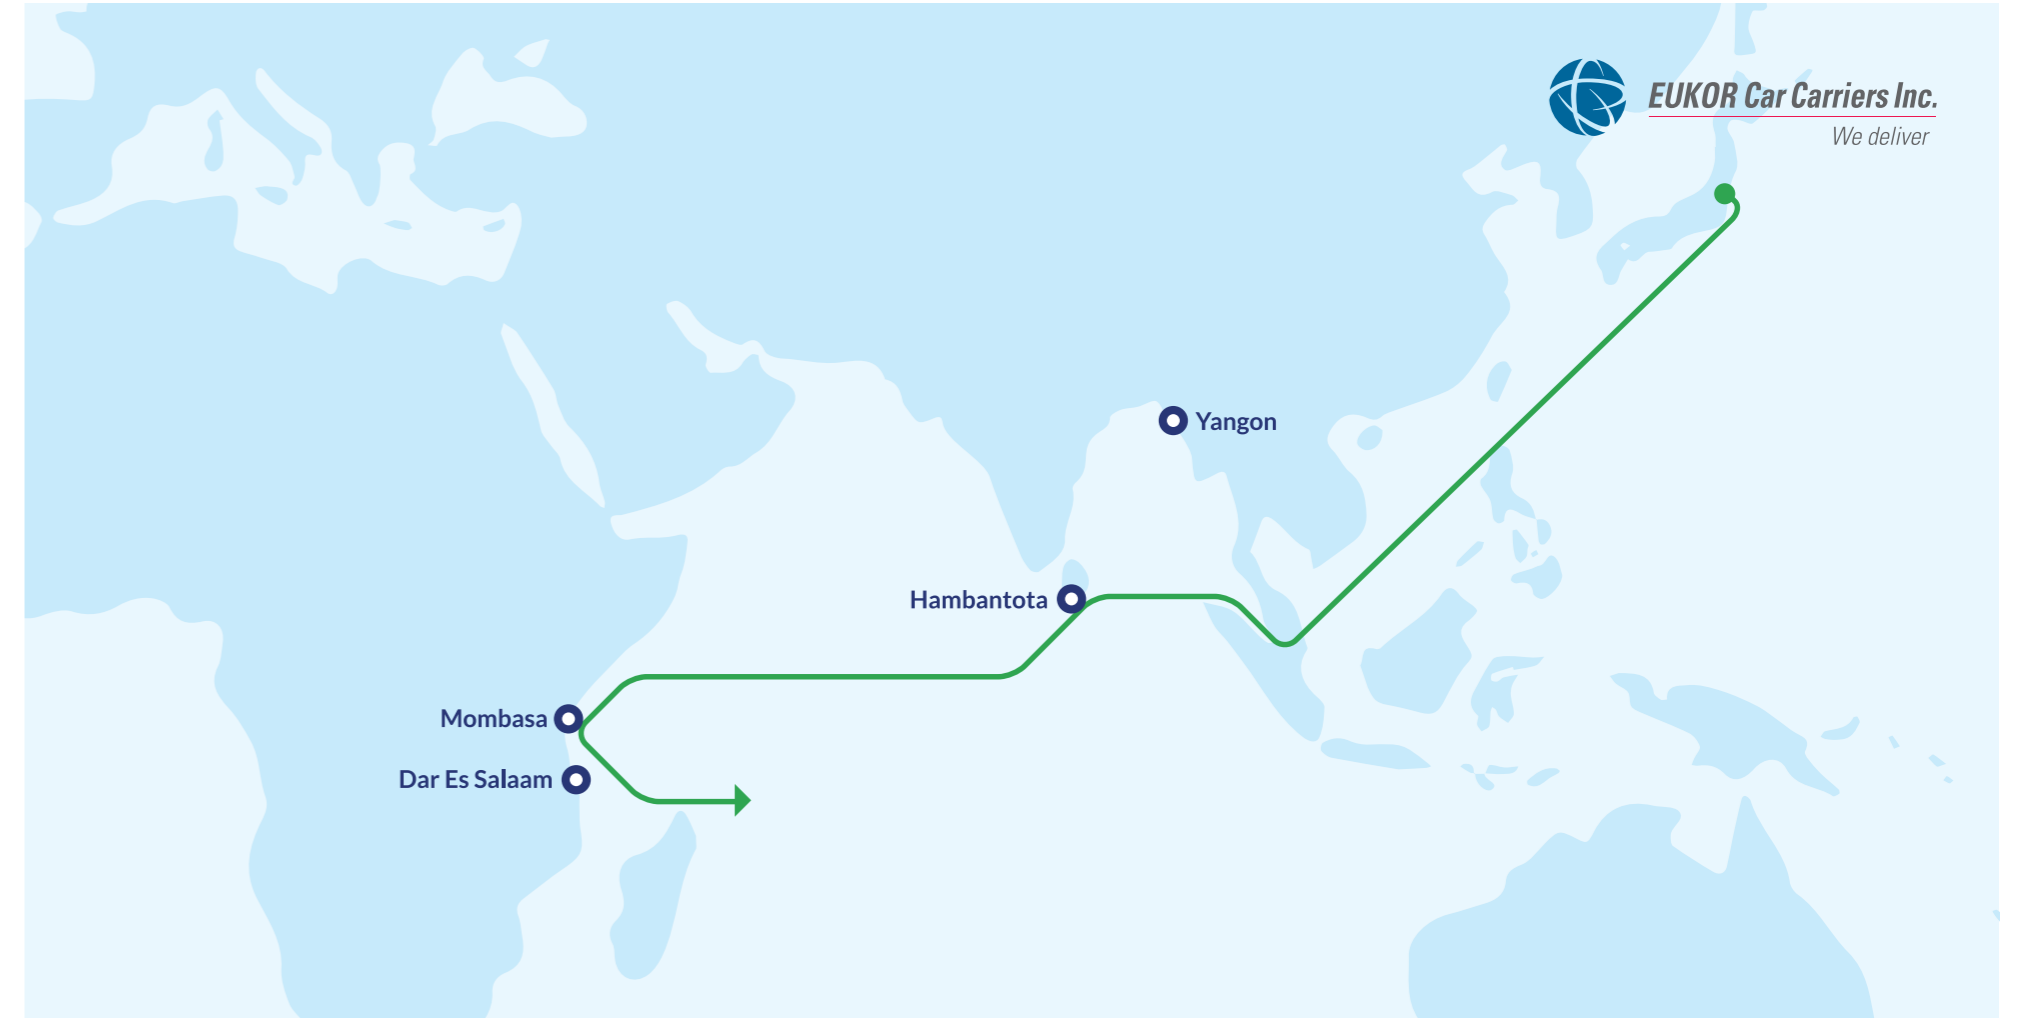 EUKOR Car Carriers Inc.
We deliver
Yangon
Hambantota
Mombasa
Dar Es Salaam